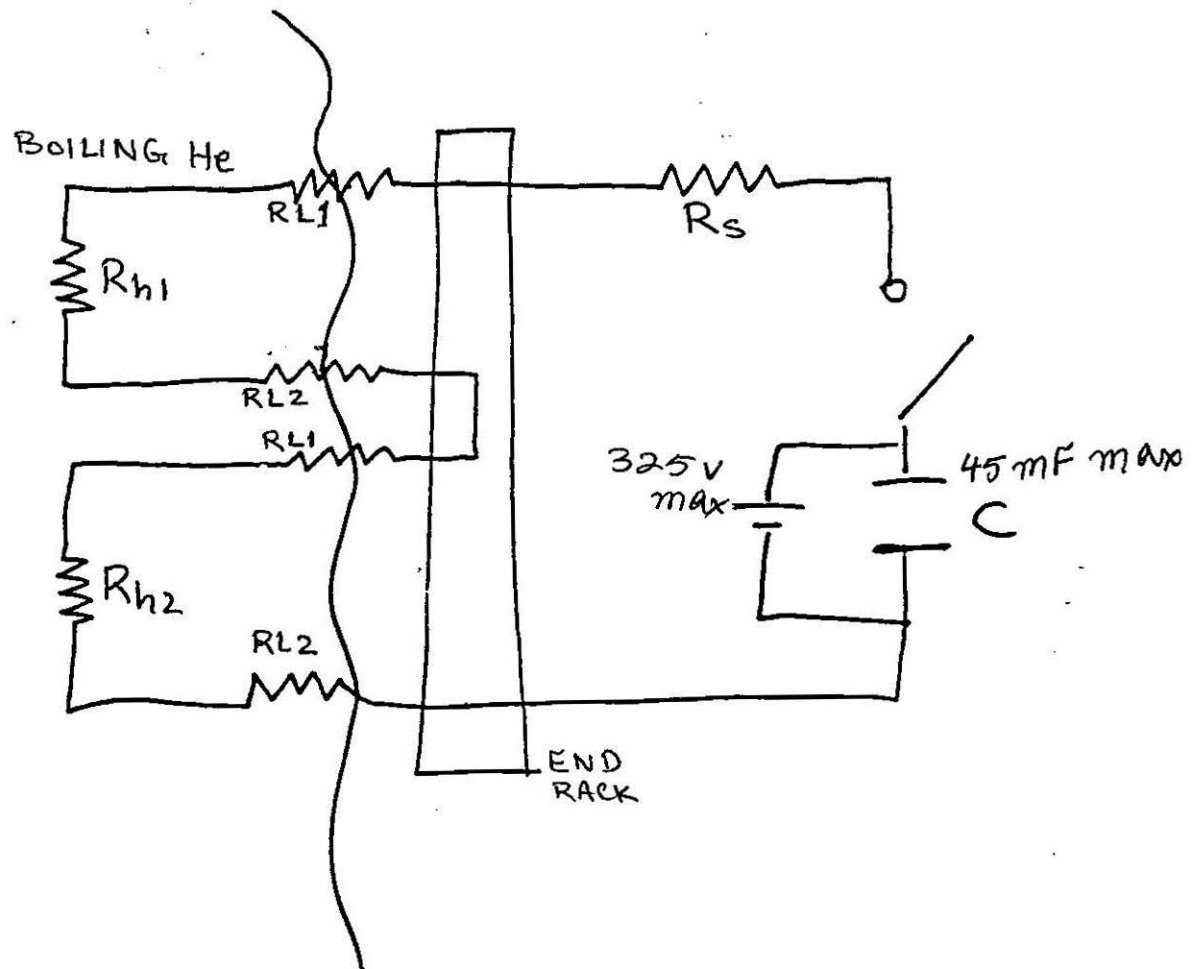 BOILING He
RL1
Rs
Rh1
RL2
RL1
325v
max
45mF max
C
Rh2
RL2
END
RACK